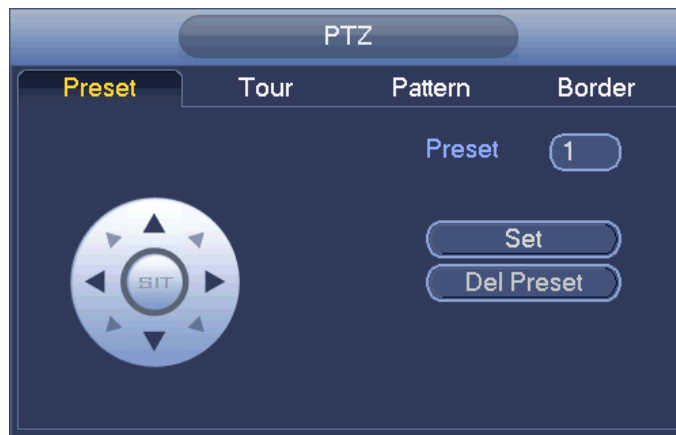 PTZ
Preset Tour Pattern Border
Preset 1
Set
SIT
Del Preset